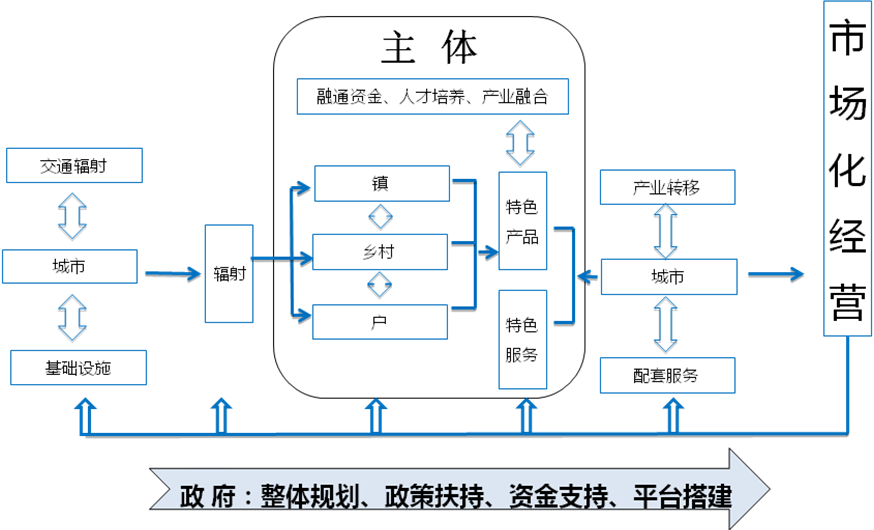 主 体
融通资金、人才培养、产业融合
交通辐射
城市
基础设施
辐射
镇
乡村
户
特色
产品
特色
服务
产业转移
城市
配套服务
市
场
化
经
营
政 府：整体规划、政策扶持、资金支持、平台搭建